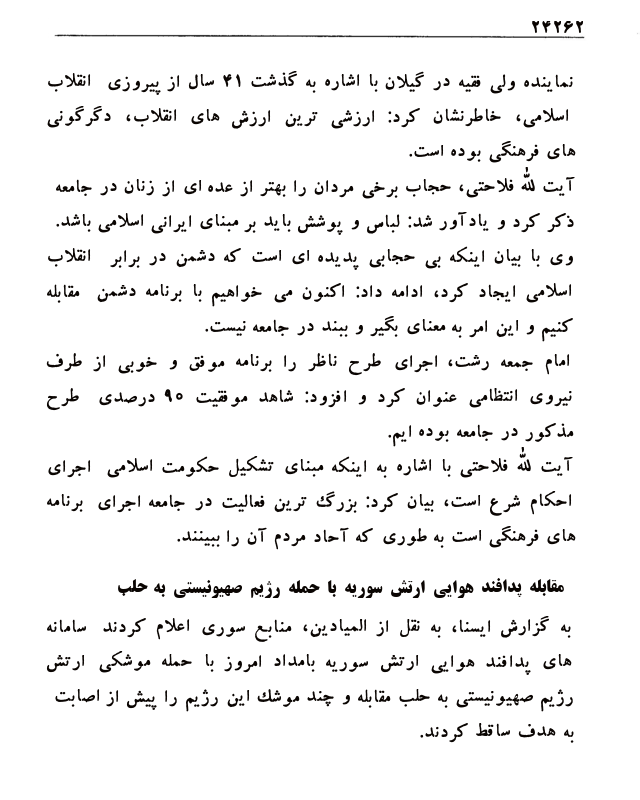 ۲۴۲۶۲
نماینده ولی فقیه در گیلان با اشاره به گذشت ۴۱ سال از پیروزی انقلاب
اسلامی، خاطرنشان کرد: ارزشی ترین ارزش های انقلاب، دگرگونی
های فرهنگی بوده است.
آیت الله فلاحتی، حجاب برخی مردان را بهتر از عده ای از زنان در جامعه
ذکر کرد و یادآور شد: لباس و پوشش باید بر مبنای ایرانی اسلامی باشد.
وی با بیان اینکه بی حجابی پدیده ای است که دشمن در برابر انقلاب
اسلامی ایجاد کرد، ادامه داد: اکنون می خواهیم با برنامه دشمن مقابله
کنیم و این امر به معنای بگیر و ببند در جامعه نیست.
امام جمعه رشت، اجرای طرح ناظر را برنامه موفق و خوبی از طرف
نیروی انتظامی عنوان کرد و افزود: شاهد موفقیت ۹۰ درصدی طرح
مذکور در جامعه بوده ایم.
آیت الله فلاحتی با اشاره به اینکه مبنای تشکیل حکومت اسلامی اجرای
احکام شرع است، بیان کرد: بزرگ ترین فعالیت در جامعه اجرای برنامه
های فرهنگی است به طوری که آحاد مردم آن را ببینند.
مقابله پدافند هوایی ارتش سوریه با حمله رژیم صهیونیستی به حلب
به گزارش ایسنا، به نقل از المیادین، منابع سوری اعلام کردند سامانه
های پدافند هوایی ارتش سوریه بامداد امروز با حمله موشکی ارتش
رژیم صهیونیستی به حلب مقابله و چند موشک این رژیم را پیش از اصابت
به هدف ساقط کردند.